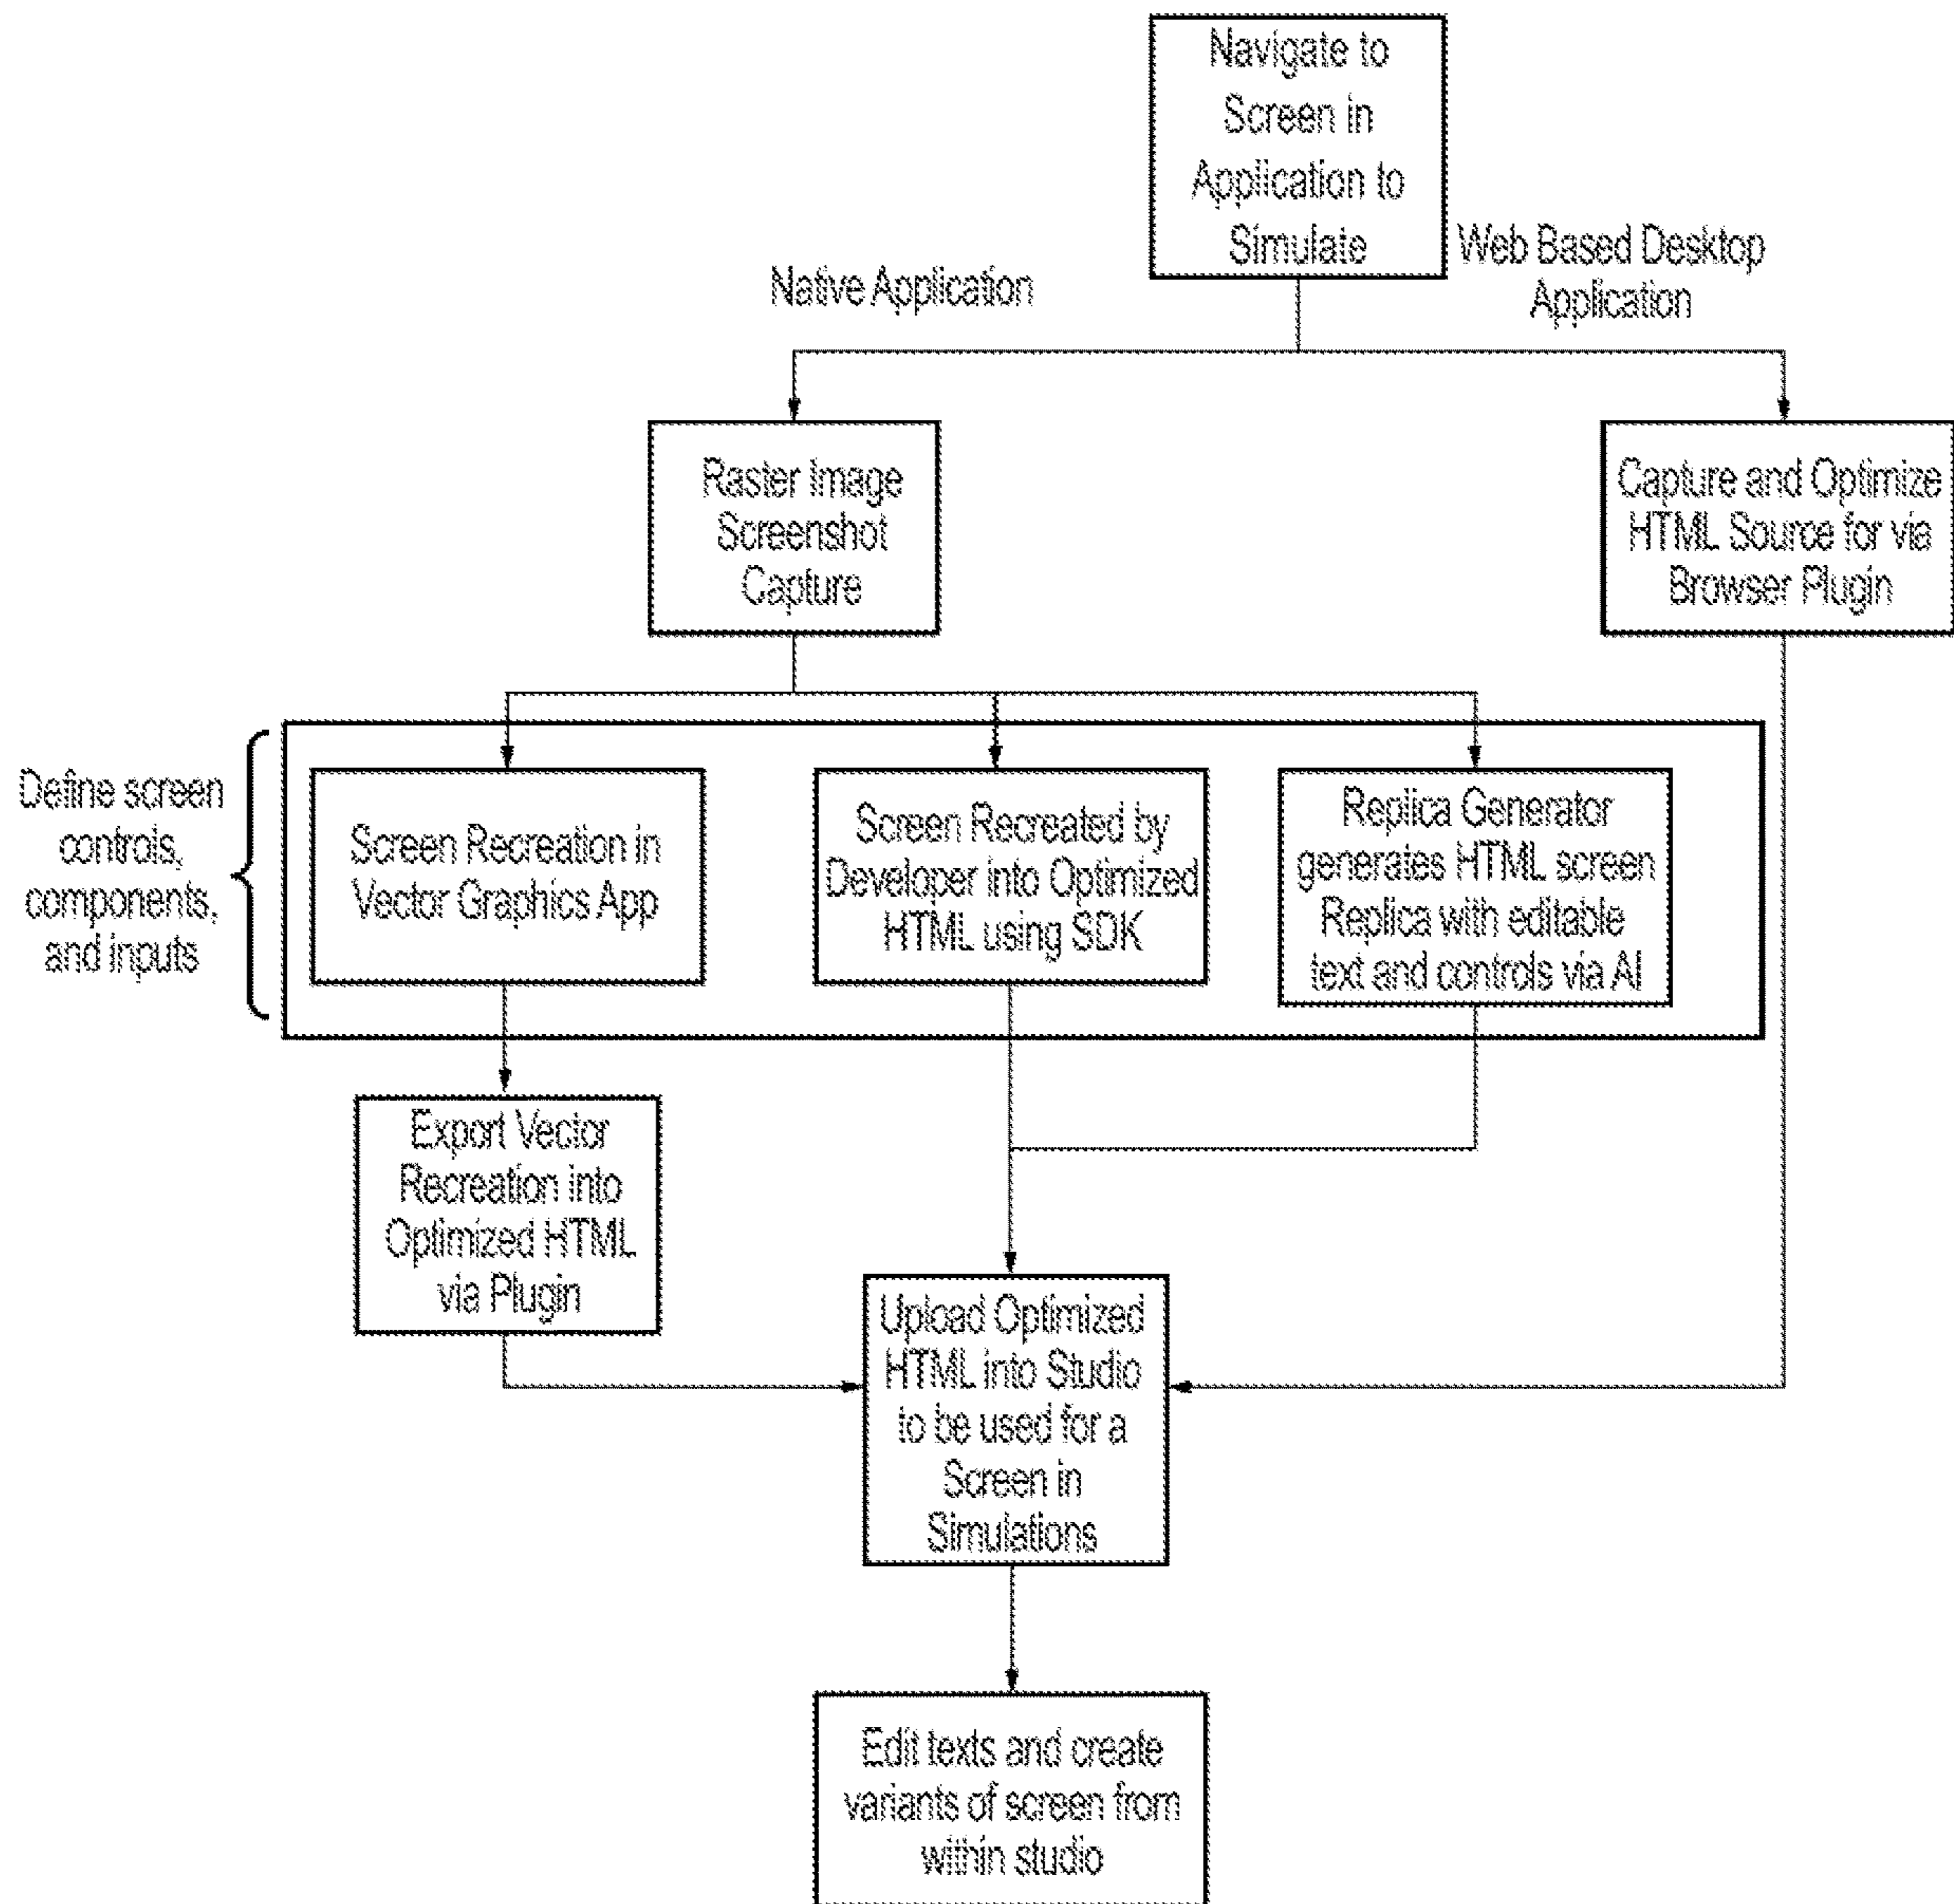 Navigate to
Screen in
Application to
Simulate
Native Application
Web Based Desktop
Application
Raster Image
Screenshot
Capture
Capture and Optimize
HTML Source for via
Browser Plugin
Define screen
controls,
components,
and inputs
Screen Recreation in
Vector Graphics App
Screen Recreated by
Developer into Optimized
HTML using SDK
Replica Generator
generates HTML screen
Replica with editable
text and controls via AI
Export Vector
Recreation into
Optimized HTML
via Plugin
Upload Optimized
HTML into Studio
to be used for a
Screen in
Simulations
Edit texts and create
variants of screen from
within studio